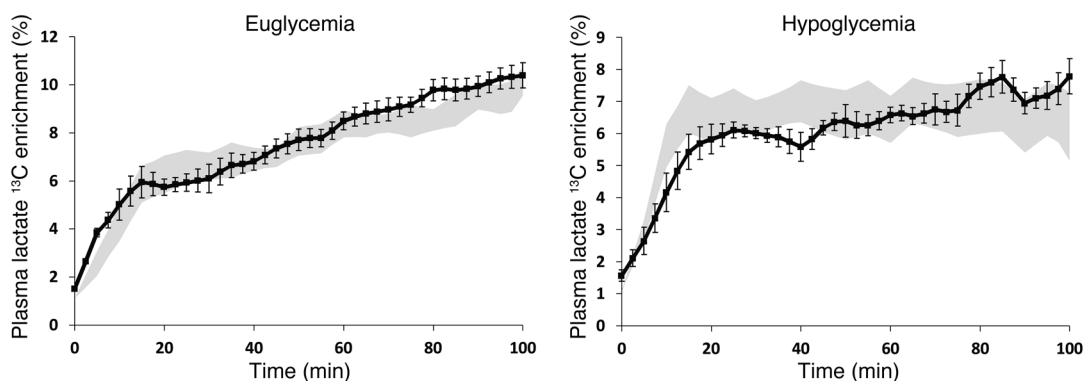 Euglycemia
Plasma lactate ¹³C enrichment (%)
12
10
8
6
4
2
0
0 20 40 60 80 100
Time (min)
Hypoglycemia
Plasma lactate ¹³C enrichment (%)
9
8
7
6
5
4
3
2
1
0
0 20 40 60 80 100
Time (min)